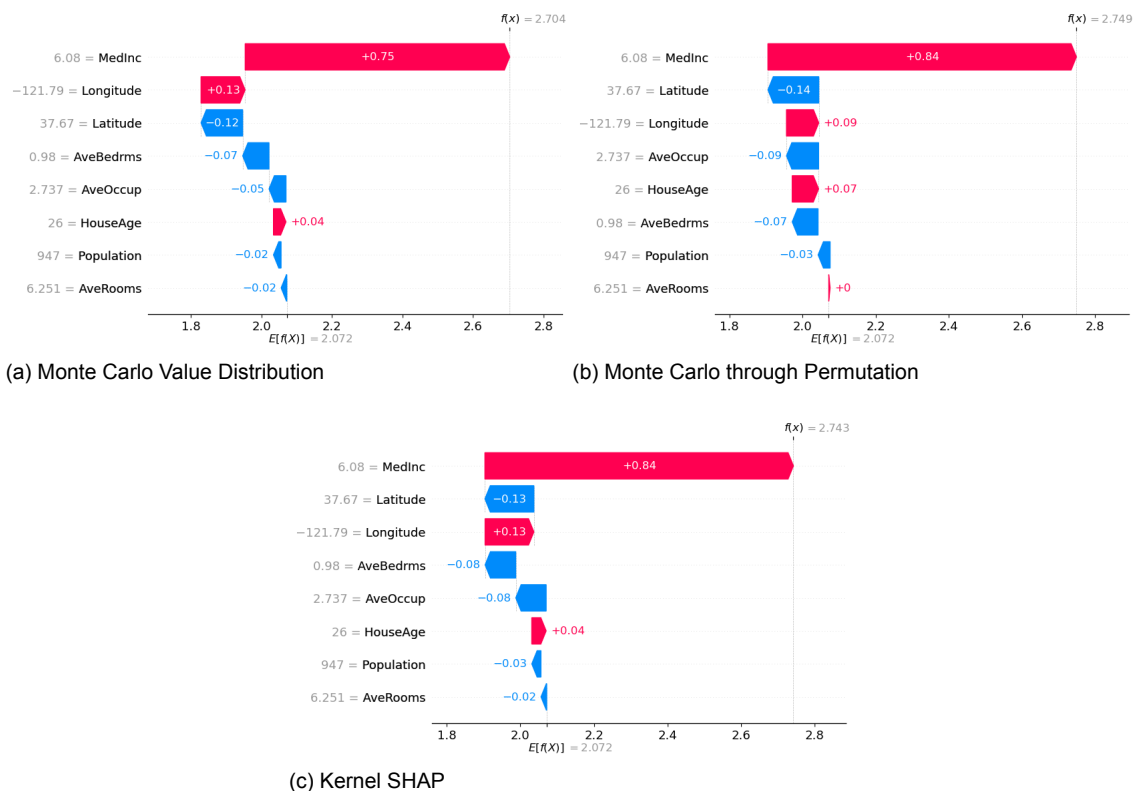 f(x) = 2.704
6.08 = MedInc
+0.75
−121.79 = Longitude
+0.13
37.67 = Latitude
−0.12
0.98 = AveBedrms
−0.07
2.737 = AveOccup
−0.05
26 = HouseAge
+0.04
947 = Population
−0.02
6.251 = AveRooms
−0.02
1.8 2.0 2.2 2.4 2.6 2.8
E[f(X)] = 2.072
(a) Monte Carlo Value Distribution
f(x) = 2.749
6.08 = MedInc
+0.84
37.67 = Latitude
−0.14
−121.79 = Longitude
+0.09
2.737 = AveOccup
−0.09
26 = HouseAge
+0.07
0.98 = AveBedrms
−0.07
947 = Population
−0.03
6.251 = AveRooms
+0
1.8 2.0 2.2 2.4 2.6 2.8
E[f(X)] = 2.072
(b) Monte Carlo through Permutation
f(x) = 2.743
6.08 = MedInc
+0.84
37.67 = Latitude
−0.13
−121.79 = Longitude
+0.13
0.98 = AveBedrms
−0.08
2.737 = AveOccup
−0.08
26 = HouseAge
+0.04
947 = Population
−0.03
6.251 = AveRooms
−0.02
1.8 2.0 2.2 2.4 2.6 2.8
E[f(X)] = 2.072
(c) Kernel SHAP